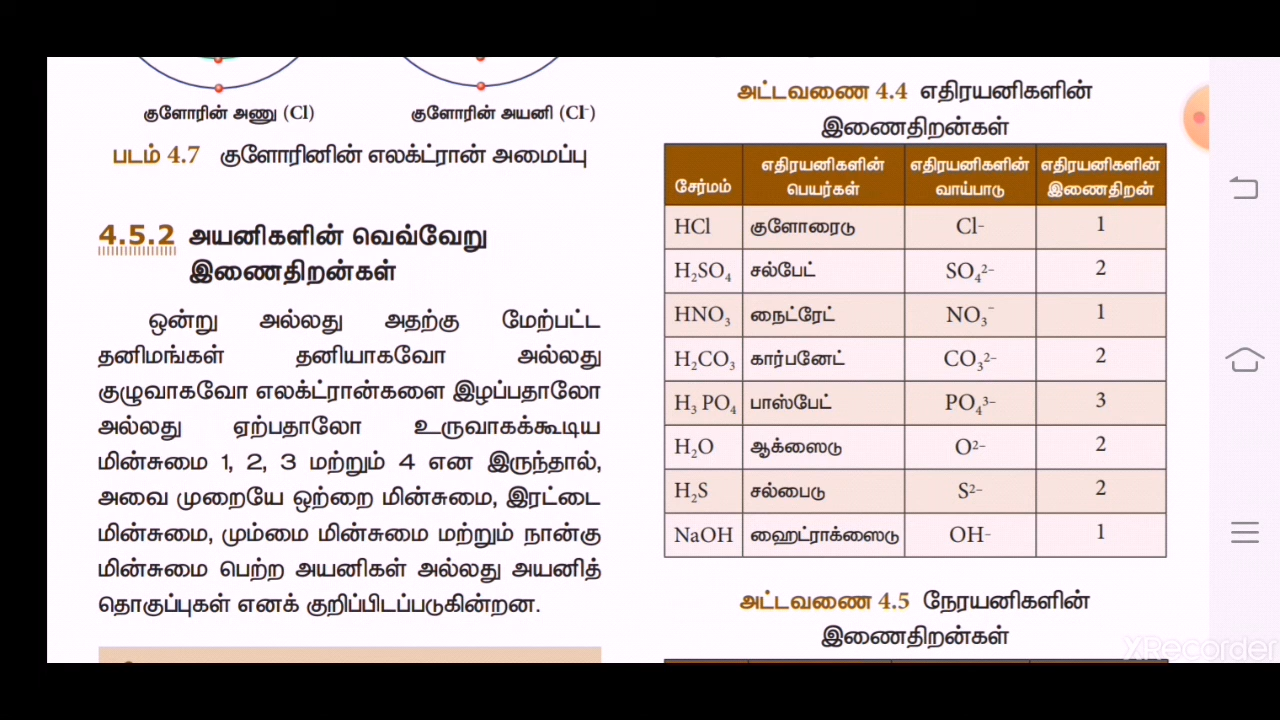 குளோரின் அணு (Cl)
குளோரின் அயனி (Cl⁻)
படம் 4.7 குளோரினின் எலக்ட்ரான் அமைப்பு
4.5.2 அயனிகளின் வெவ்வேறு
இணைதிறன்கள்
ஒன்று அல்லது அதற்கு மேற்பட்ட
தனிமங்கள் தனியாகவோ அல்லது
குழுவாகவோ எலக்ட்ரான்களை இழப்பதாலோ
அல்லது ஏற்பதாலோ உருவாகக்கூடிய
மின்சுமை 1, 2, 3 மற்றும் 4 என இருந்தால்,
அவை முறையே ஒற்றை மின்சுமை, இரட்டை
மின்சுமை, மும்மை மின்சுமை மற்றும் நான்கு
மின்சுமை பெற்ற அயனிகள் அல்லது அயனித்
தொகுப்புகள் எனக் குறிப்பிடப்படுகின்றன.
அட்டவணை 4.4 எதிரயனிகளின்
இணைதிறன்கள்
சேர்மம் எதிரயனிகளின் பெயர்கள் எதிரயனிகளின் வாய்பாடு எதிரயனிகளின் இணைதிறன்
HCl குளோரைடு Cl- 1
H₂SO₄ சல்பேட் SO₄²⁻ 2
HNO₃ நைட்ரேட் NO₃⁻ 1
H₂CO₃ கார்பனேட் CO₃²⁻ 2
H₃ PO₄ பாஸ்பேட் PO₄³⁻ 3
H₂O ஆக்ஸைடு O²⁻ 2
H₂S சல்பைடு S²⁻ 2
NaOH ஹைட்ராக்ஸைடு OH- 1
அட்டவணை 4.5 நேரயனிகளின்
இணைதிறன்கள்
XRecorder